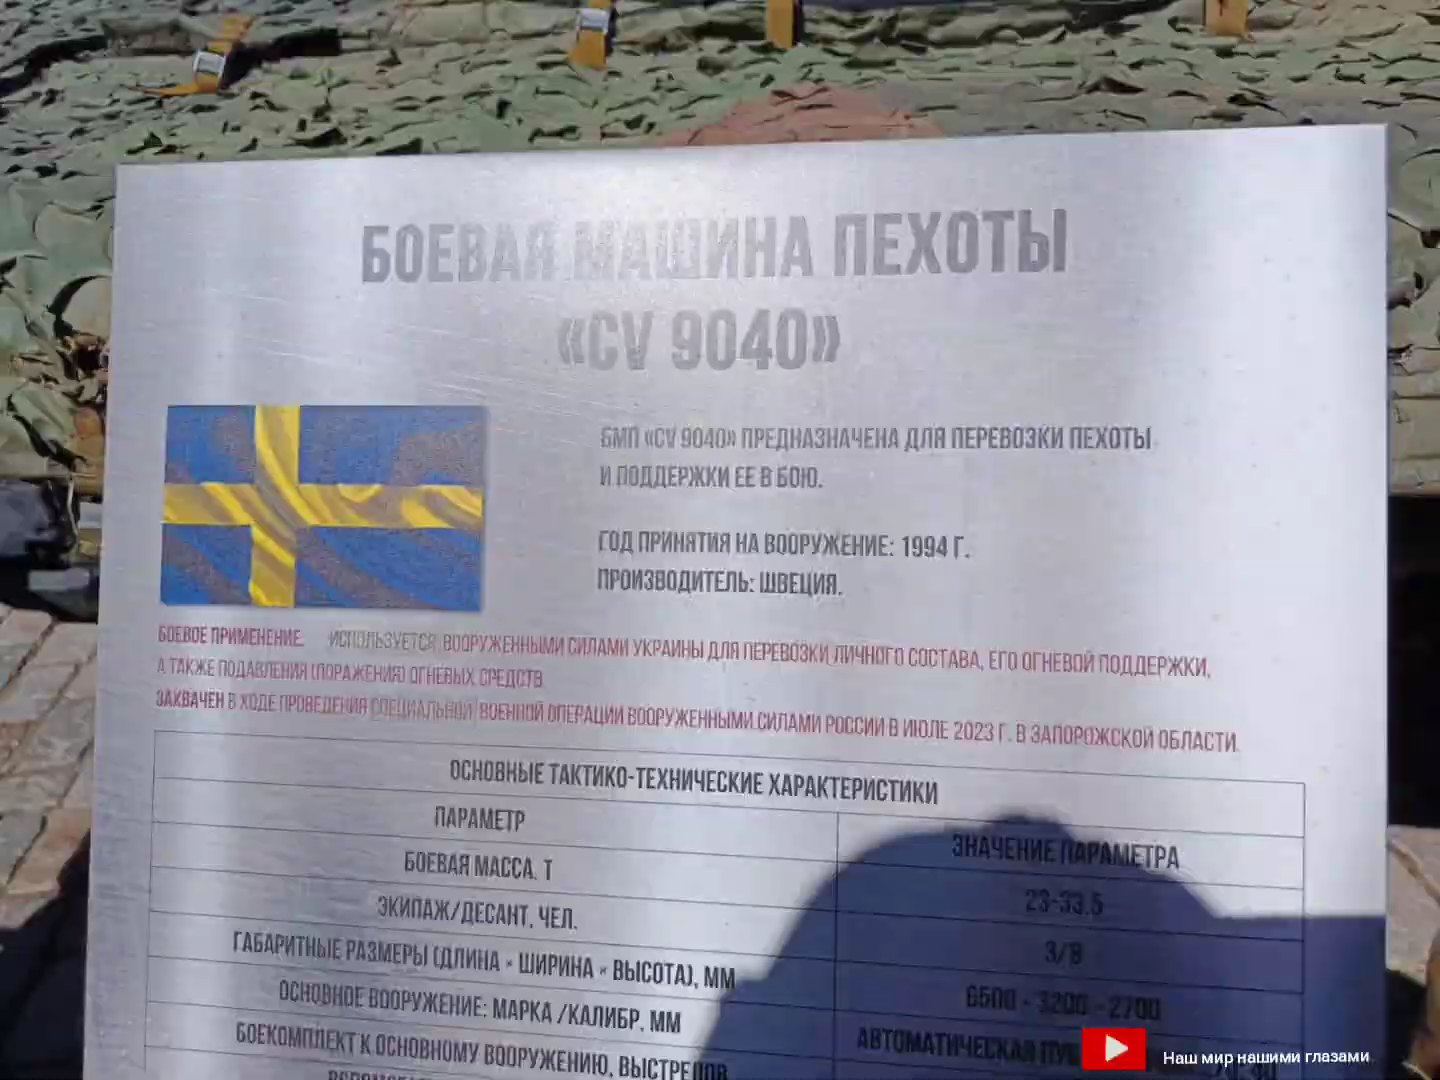 БОЕВАЯ МАШИНА ПЕХОТЫ
«CV 9040»
БМП «CV 9040» ПРЕДНАЗНАЧЕНА ДЛЯ ПЕРЕВОЗКИ ПЕХОТЫ
И ПОДДЕРЖКИ ЕЕ В БОЮ.
ГОД ПРИНЯТИЯ НА ВООРУЖЕНИЕ: 1994 Г.
ПРОИЗВОДИТЕЛЬ: ШВЕЦИЯ.
БОЕВОЕ ПРИМЕНЕНИЕ. ИСПОЛЬЗУЕТСЯ ВООРУЖЕННЫМИ СИЛАМИ УКРАИНЫ ДЛЯ ПЕРЕВОЗКИ ЛИЧНОГО СОСТАВА, ЕГО ОГНЕВОЙ ПОДДЕРЖКИ,
А ТАКЖЕ ПОДАВЛЕНИЯ (ПОРАЖЕНИЯ) ОГНЕВЫХ СРЕДСТВ
ЗАХВАЧЕН В ХОДЕ ПРОВЕДЕНИЯ СПЕЦИАЛЬНОЙ ВОЕННОЙ ОПЕРАЦИИ ВООРУЖЕННЫМИ СИЛАМИ РОССИИ В ИЮЛЕ 2023 Г. В ЗАПОРОЖСКОЙ ОБЛАСТИ.
ОСНОВНЫЕ ТАКТИКО-ТЕХНИЧЕСКИЕ ХАРАКТЕРИСТИКИ
ПАРАМЕТР ЗНАЧЕНИЕ ПАРАМЕТРА
БОЕВАЯ МАССА, Т 23-33,5
ЭКИПАЖ/ДЕСАНТ, ЧЕЛ. 3/8
ГАБАРИТНЫЕ РАЗМЕРЫ (ДЛИНА × ШИРИНА × ВЫСОТА), ММ 6500 × 3200 × 2700
ОСНОВНОЕ ВООРУЖЕНИЕ: МАРКА /КАЛИБР, ММ АВТОМАТИЧЕСКАЯ
БОЕКОМПЛЕКТ К ОСНОВНОМУ ВООРУЖЕНИЮ, ВЫСТРЕЛОВ
Наш мир нашими глазами